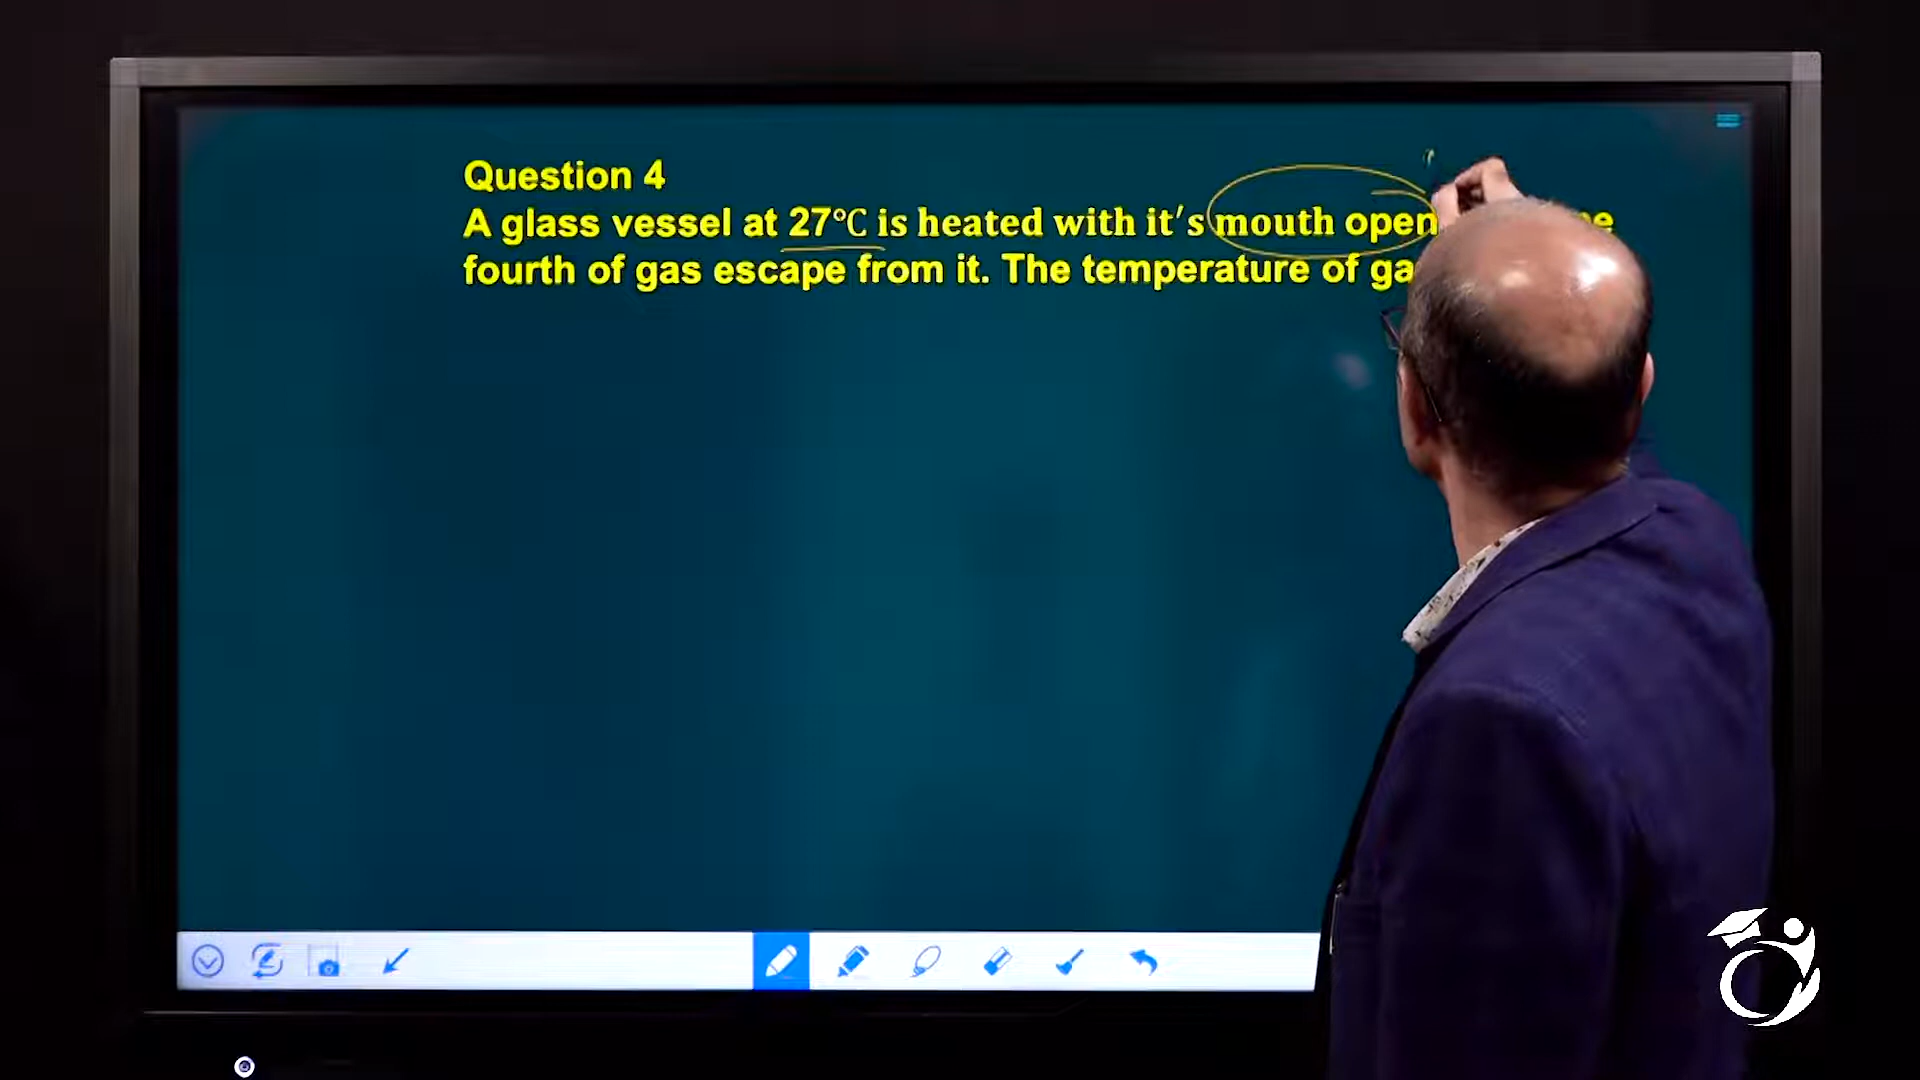 Question 4
A glass vessel at 27°C is heated with it's mouth open
fourth of gas escape from it. The temperature of